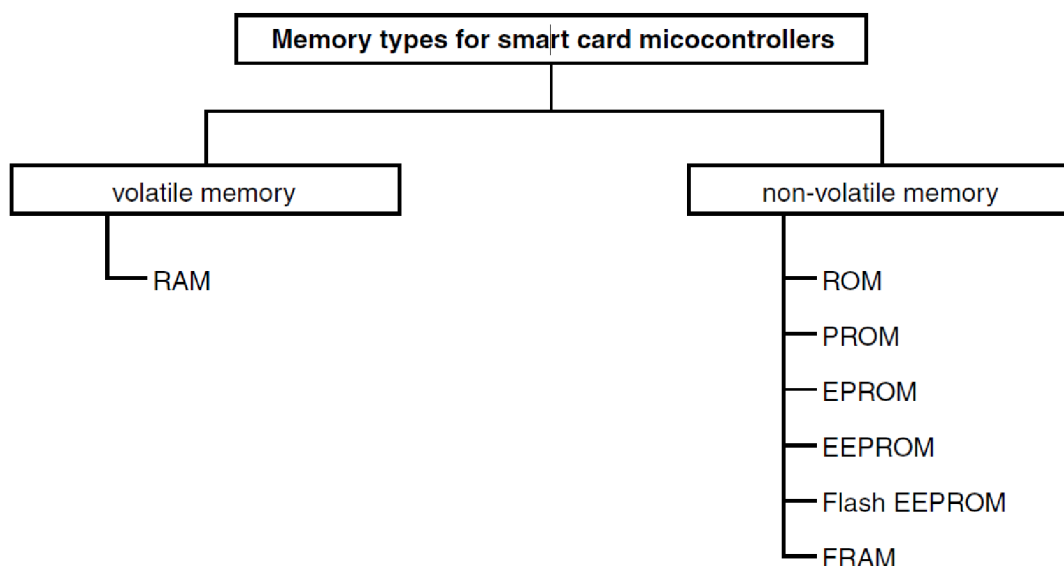 Memory types for smart card micocontrollers
volatile memory
non-volatile memory
RAM
ROM
PROM
EPROM
EEPROM
Flash EEPROM
FRAM